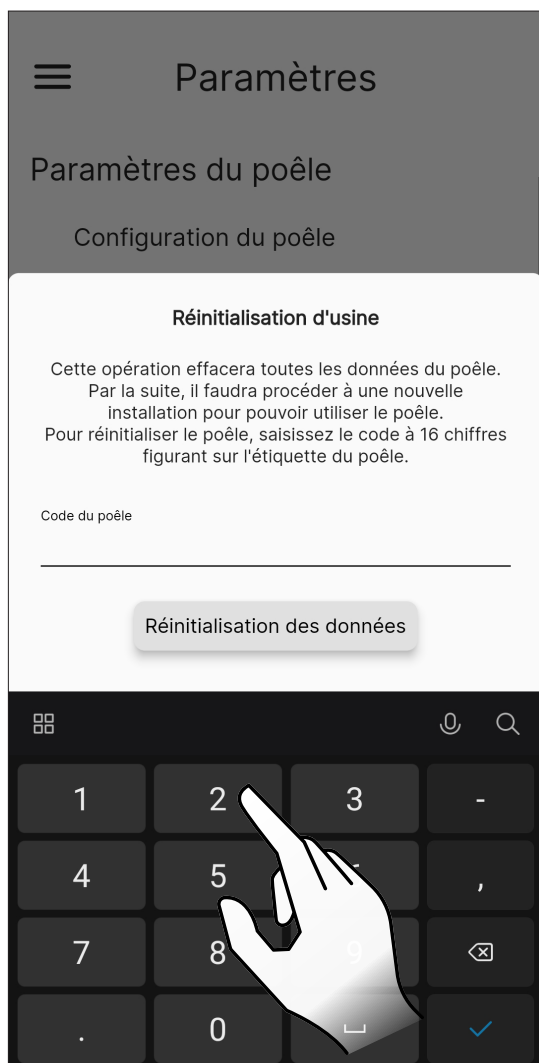 Paramètres
Paramètres du poêle
Configuration du poêle
Réinitialisation d'usine
Cette opération effacera toutes les données du poêle.
Par la suite, il faudra procéder à une nouvelle
installation pour pouvoir utiliser le poêle.
Pour réinitialiser le poêle, saisissez le code à 16 chiffres
figurant sur l'étiquette du poêle.
Code du poêle
Réinitialisation des données
1 2 3 -
4 5 ,
7 8 9
. 0